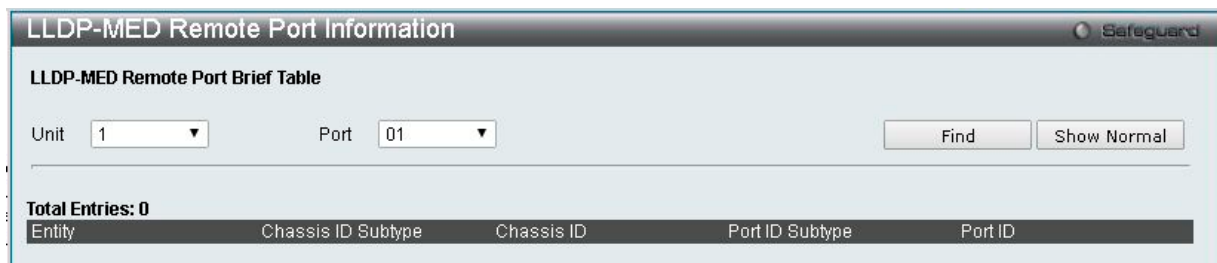 LLDP-MED Remote Port Information Safeguard
LLDP-MED Remote Port Brief Table
Unit 1 Port 01 Find Show Normal
Total Entries: 0
Entity Chassis ID Subtype Chassis ID Port ID Subtype Port ID